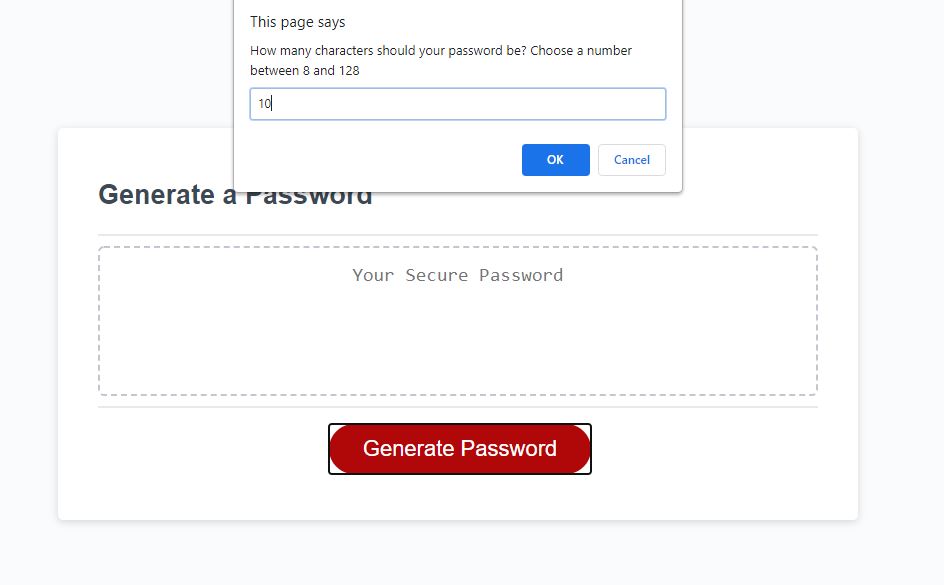 This page says
How many characters should your password be? Choose a number
between 8 and 128
10
OK
Cancel
Generate a Password
Your Secure Password
Generate Password